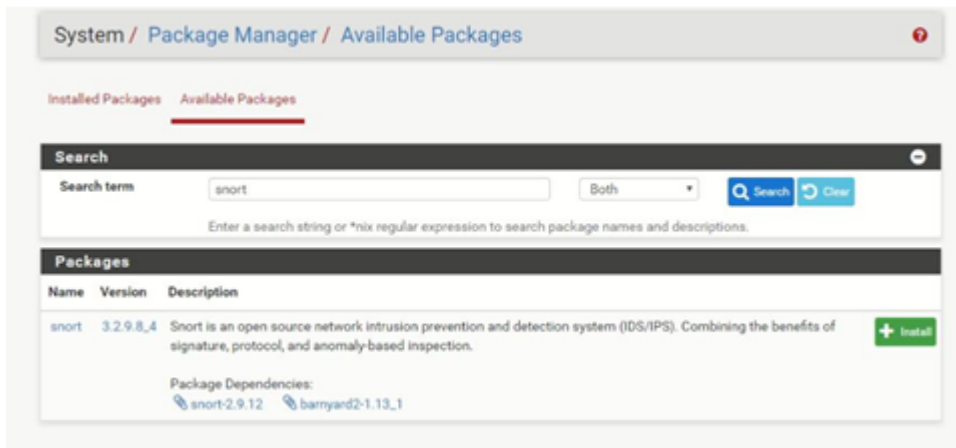 System / Package Manager / Available Packages
Installed Packages Available Packages
Search
Search term snort Both Search Clear
Enter a search string or *nix regular expression to search package names and descriptions.
Packages
Name Version Description
snort 3.2.9.8_4 Snort is an open source network intrusion prevention and detection system (IDS/IPS). Combining the benefits of
signature, protocol, and anomaly-based inspection.
Install
Package Dependencies:
snort-2.9.12 barnyard2-1.13_1